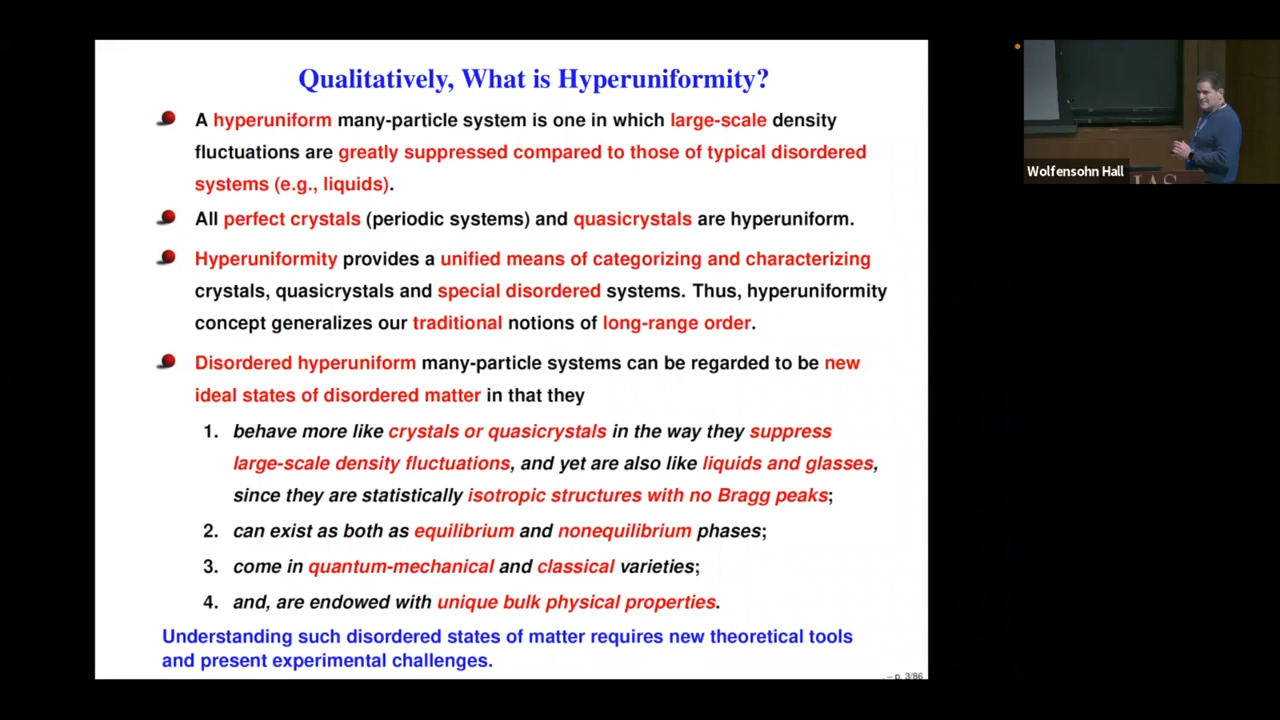 Qualitatively, What is Hyperuniformity?
A hyperuniform many-particle system is one in which large-scale density
fluctuations are greatly suppressed compared to those of typical disordered
systems (e.g., liquids).
All perfect crystals (periodic systems) and quasicrystals are hyperuniform.
Hyperuniformity provides a unified means of categorizing and characterizing
crystals, quasicrystals and special disordered systems. Thus, hyperuniformity
concept generalizes our traditional notions of long-range order.
Disordered hyperuniform many-particle systems can be regarded to be new
ideal states of disordered matter in that they
1. behave more like crystals or quasicrystals in the way they suppress
large-scale density fluctuations, and yet are also like liquids and glasses,
since they are statistically isotropic structures with no Bragg peaks;
2. can exist as both as equilibrium and nonequilibrium phases;
3. come in quantum-mechanical and classical varieties;
4. and, are endowed with unique bulk physical properties.
Understanding such disordered states of matter requires new theoretical tools
and present experimental challenges.
. – p. 3/86
Wolfensohn Hall
IAS